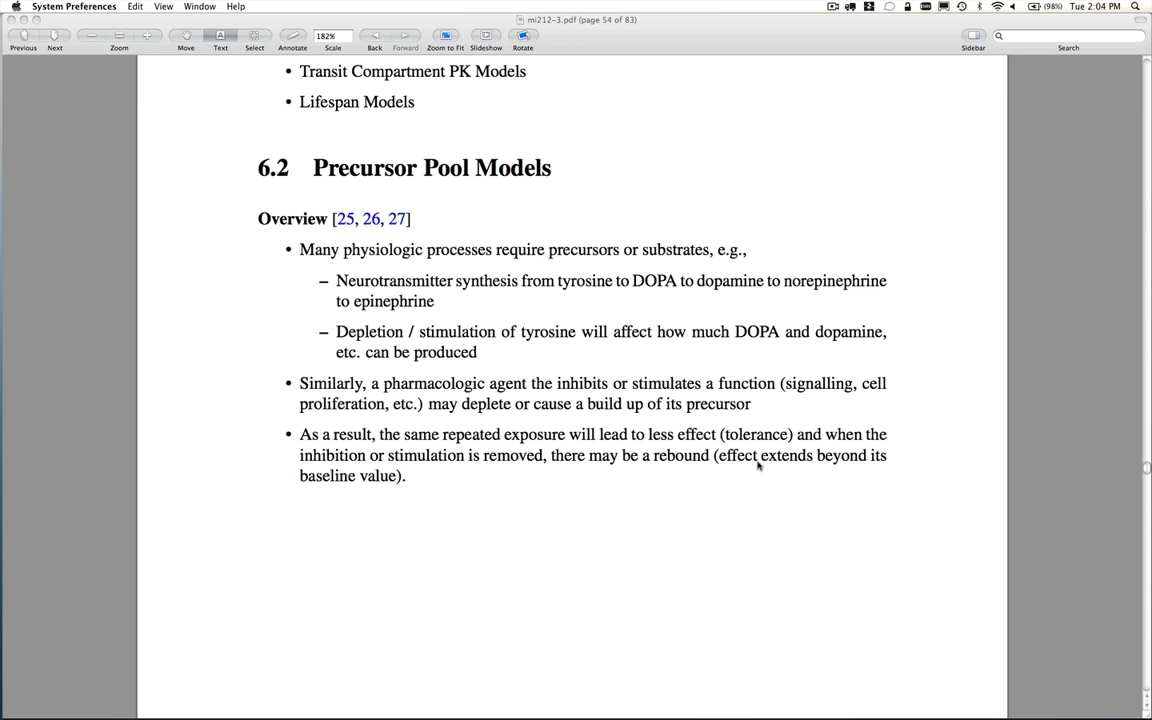 System Preferences Edit View Window Help (98%) Tue 2:04 PM
mi212-3.pdf (page 54 of 83)
182%
Previous Next Zoom Move Text Select Annotate Scale Back Forward Zoom to Fit Slideshow Rotate Sidebar Search
• Transit Compartment PK Models
• Lifespan Models
6.2 Precursor Pool Models
Overview [25, 26, 27]
• Many physiologic processes require precursors or substrates, e.g.,
– Neurotransmitter synthesis from tyrosine to DOPA to dopamine to norepinephrine
to epinephrine
– Depletion / stimulation of tyrosine will affect how much DOPA and dopamine,
etc. can be produced
• Similarly, a pharmacologic agent the inhibits or stimulates a function (signalling, cell
proliferation, etc.) may deplete or cause a build up of its precursor
• As a result, the same repeated exposure will lead to less effect (tolerance) and when the
inhibition or stimulation is removed, there may be a rebound (effect extends beyond its
baseline value).